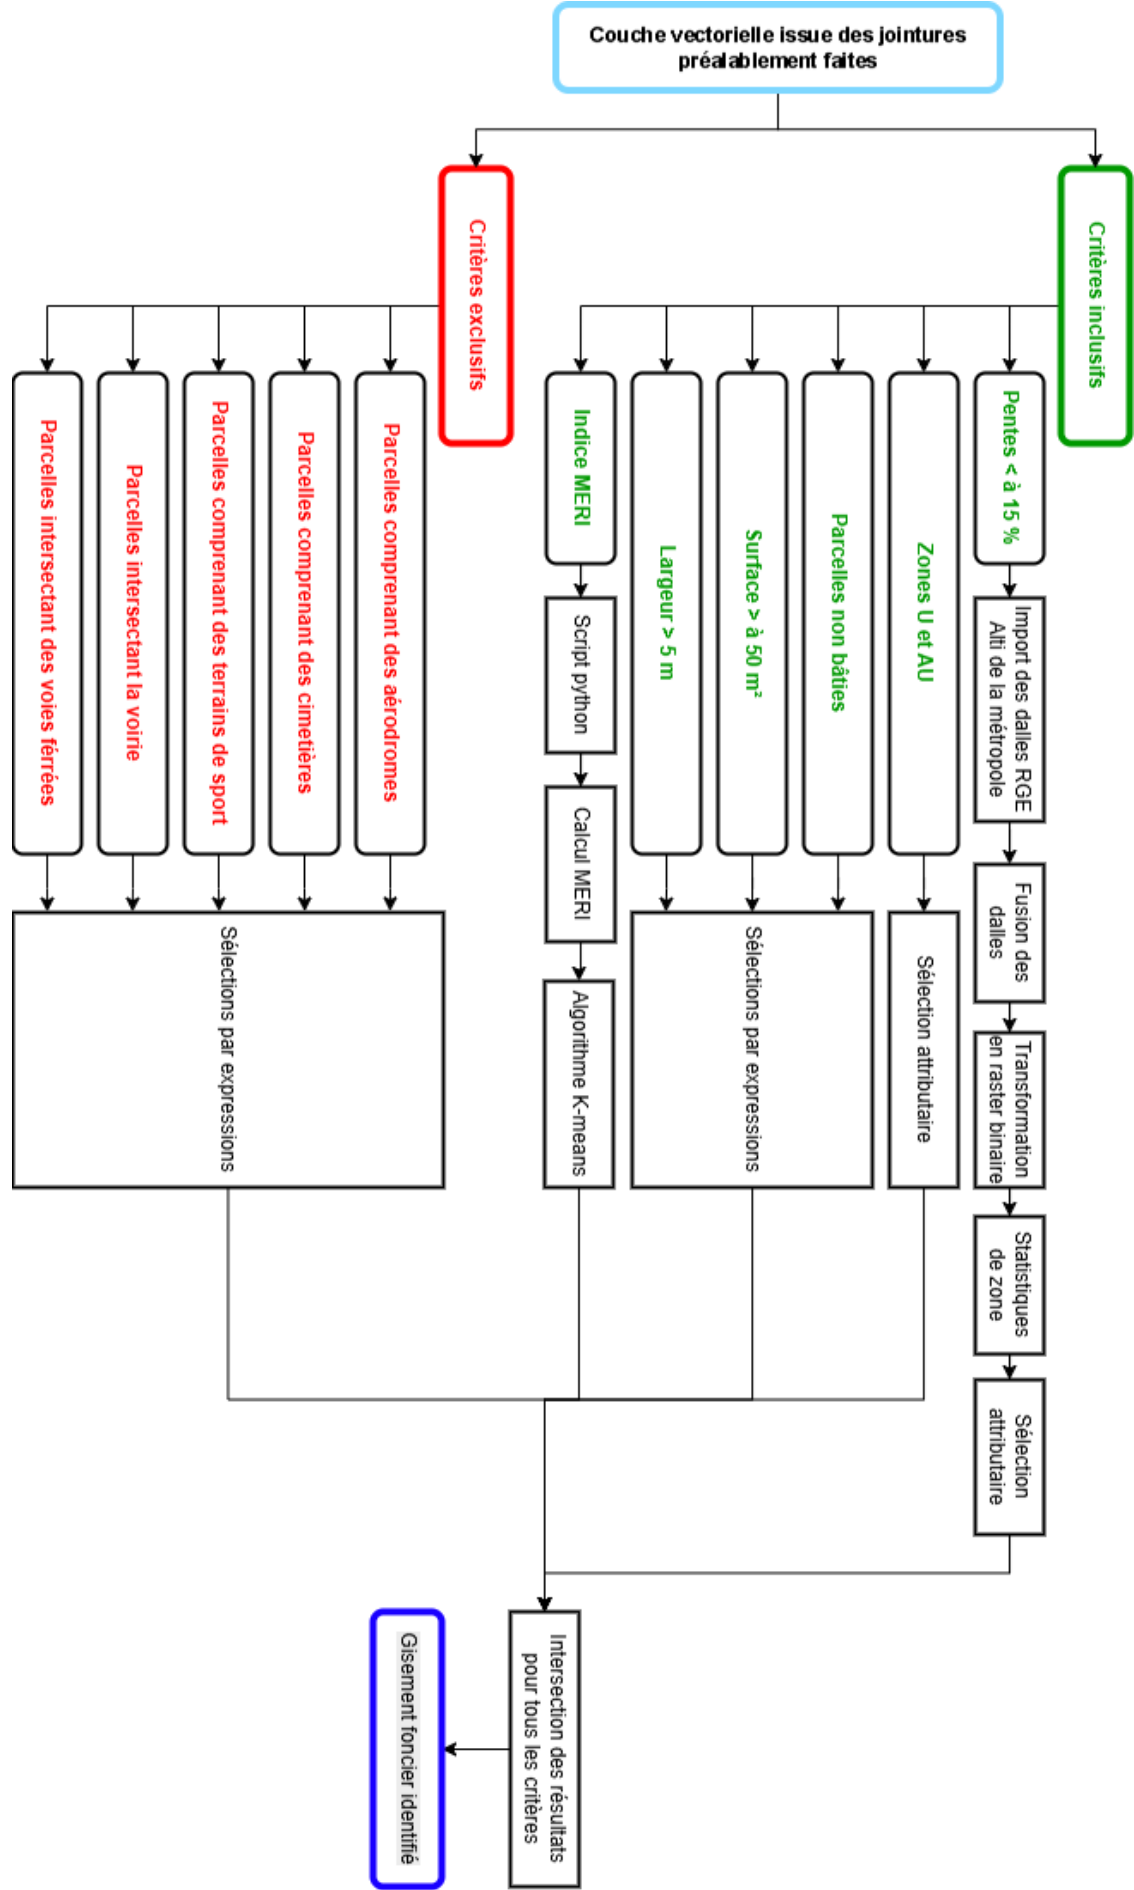 Couche vectorielle issue des jointures
préalablement faites
Critères inclusifs
Pentes < à 15 %
Import des dalles RGE
Alti de la métropole
Fusion des
dalles
Transformation
en raster binaire
Statistiques
de zone
Sélection
attributaire
Zones U et AU
Sélection attributaire
Parcelles non bâties
Surface > à 50 m²
Largeur > 5 m
Sélections par expressions
Indice MERI
Script python
Calcul MERI
Algorithme K-means
Critères exclusifs
Parcelles comprenant des aérodromes
Parcelles comprenant des cimetières
Parcelles comprenant des terrains de sport
Parcelles intersectant la voirie
Parcelles intersectant des voies férrées
Sélections par expressions
Intersection des résultats
pour tous les critères
Gisement foncier identifié